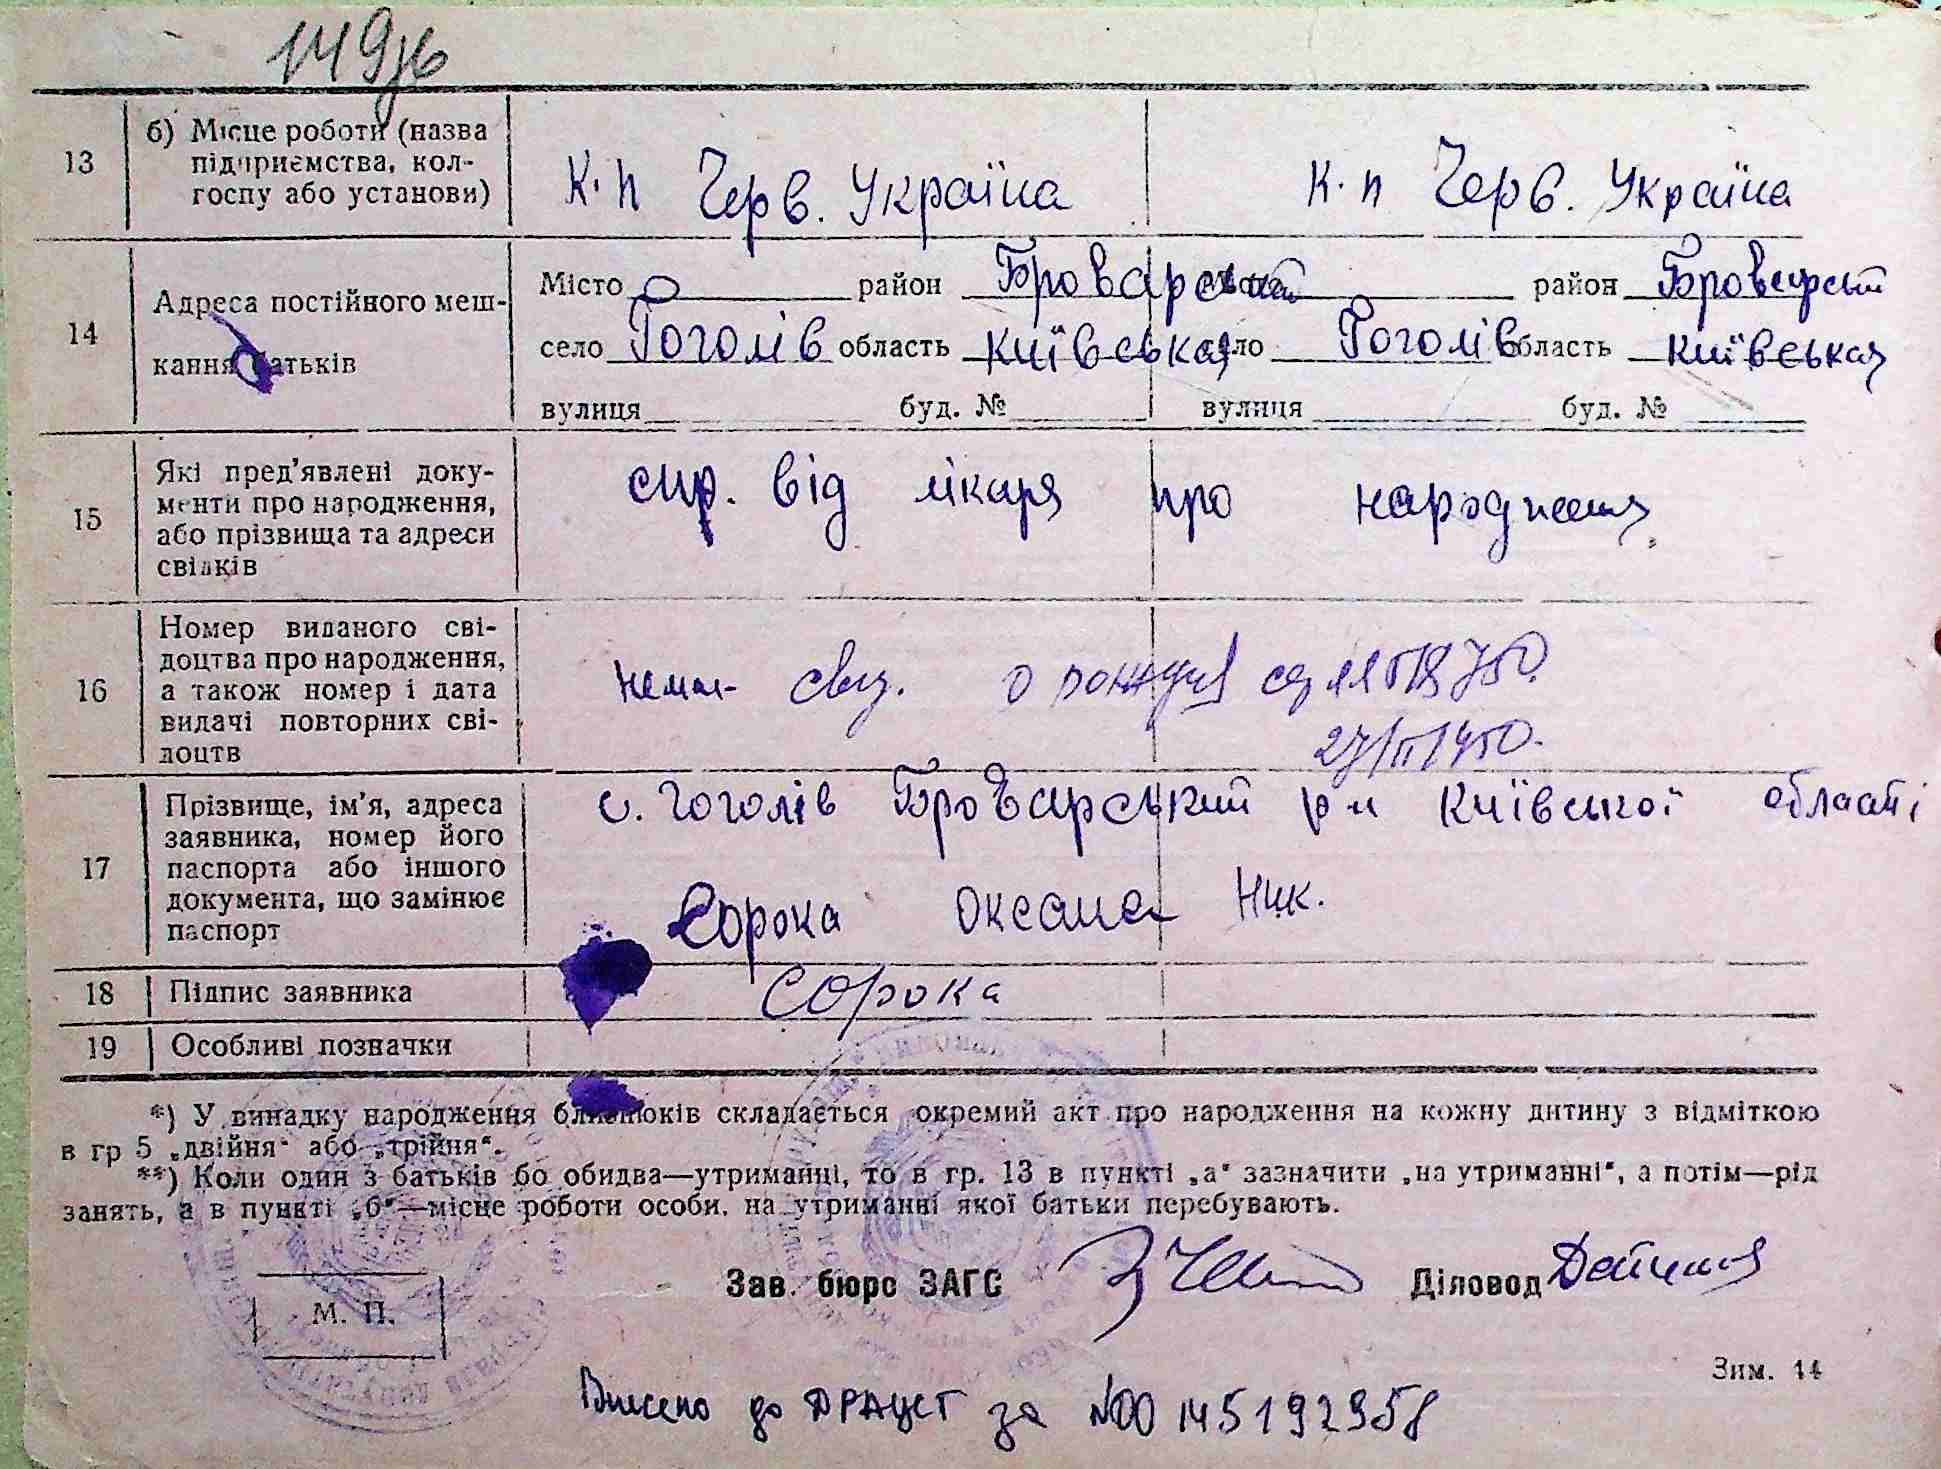 149
13 б) Місце роботи (назва підприємства, колгоспу або установи) К.п Черв. Україна К.п Черв. Україна
14 Адреса постійного мешкання батьків
Місто район Броварський місто район Броварськ
село Гоголів область Київська село Гоголів область Київська
вулиця буд. № вулиця буд. №
15 Які пред'явлені документи про народження, або прізвища та адреси свідків
спр. від лікаря про народження
16 Номер виданого свідоцтва про народження, а також номер і дата видачі повторних свідоцтв
нема
27/II/1950.
17 Прізвище, ім'я, адреса заявника, номер його паспорта або іншого документа, що замінює паспорт
с. Гоголів Броварський р-н Київської області
Сорока Оксана Ник.
18 Підпис заявника Сорока
19 Особливі позначки
*) У винадку народження близнюків складається окремий акт про народження на кожну дитину з відміткою
в гр 5 „двійня“ або „трійня“.
**) Коли один з батьків бо обидва—утриманці, то в гр. 13 в пункті „а“ зазначити „на утриманні“, а потім—рід
занять, а в пункті „б“—місце роботи особи, на утриманні якої батьки перебувають.
Зав. бюро ЗАГС Діловод
М. П.
Зим. 14
Внесено до ДРАЦСГ за №00145192958